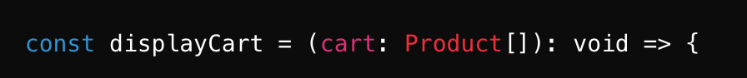 const displayCart = (cart: Product[]): void => {